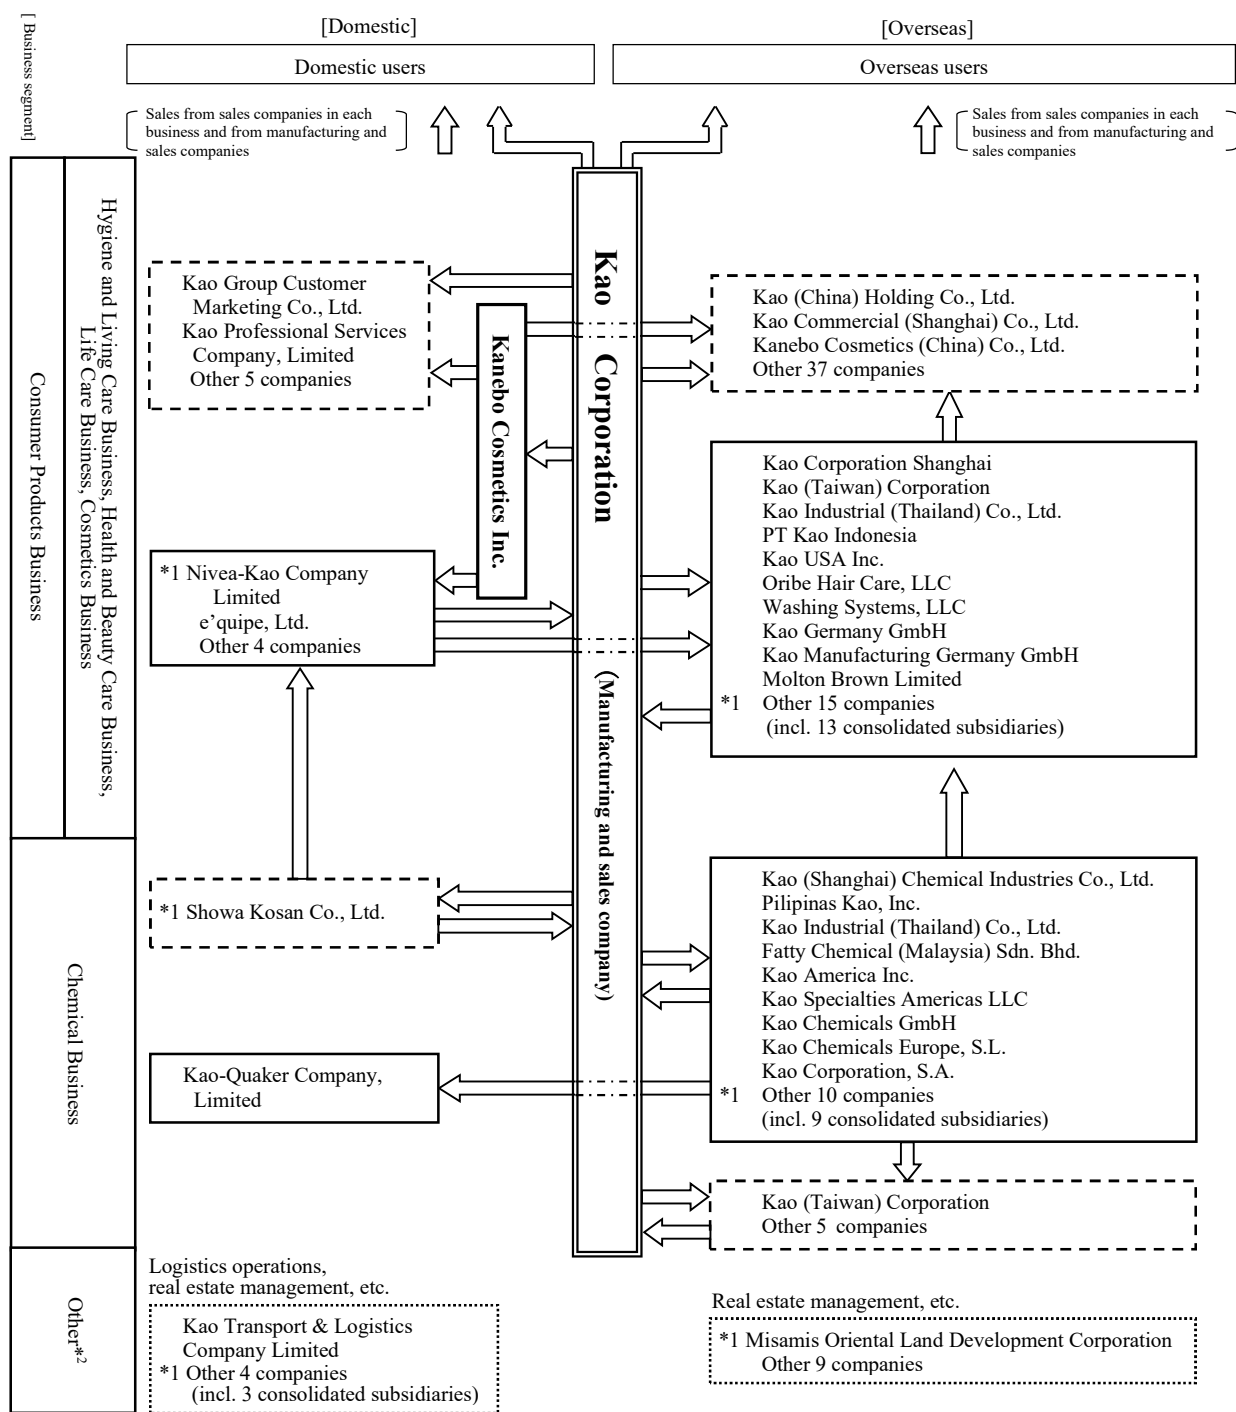 [ Business segment]
[Domestic]
[Overseas]
Domestic users
Overseas users
Sales from sales companies in each
business and from manufacturing and
sales companies
Sales from sales companies in each
business and from manufacturing and
sales companies
Consumer Products Business
Hygiene and Living Care Business, Health and Beauty Care Business,
Life Care Business, Cosmetics Business
Kao Group Customer
Marketing Co., Ltd.
Kao Professional Services
Company, Limited
Other 5 companies
Kanebo Cosmetics Inc.
Kao Corporation
(Manufacturing and sales company)
Kao (China) Holding Co., Ltd.
Kao Commercial (Shanghai) Co., Ltd.
Kanebo Cosmetics (China) Co., Ltd.
Other 37 companies
*1 Nivea-Kao Company
Limited
e’quipe, Ltd.
Other 4 companies
Kao Corporation Shanghai
Kao (Taiwan) Corporation
Kao Industrial (Thailand) Co., Ltd.
PT Kao Indonesia
Kao USA Inc.
Oribe Hair Care, LLC
Washing Systems, LLC
Kao Germany GmbH
Kao Manufacturing Germany GmbH
Molton Brown Limited
*1 Other 15 companies
(incl. 13 consolidated subsidiaries)
Chemical Business
*1 Showa Kosan Co., Ltd.
Kao-Quaker Company,
Limited
Kao (Shanghai) Chemical Industries Co., Ltd.
Pilipinas Kao, Inc.
Kao Industrial (Thailand) Co., Ltd.
Fatty Chemical (Malaysia) Sdn. Bhd.
Kao America Inc.
Kao Specialties Americas LLC
Kao Chemicals GmbH
Kao Chemicals Europe, S.L.
Kao Corporation, S.A.
*1 Other 10 companies
(incl. 9 consolidated subsidiaries)
Kao (Taiwan) Corporation
Other 5 companies
Other*2
Logistics operations,
real estate management, etc.
Kao Transport & Logistics
Company Limited
*1 Other 4 companies
(incl. 3 consolidated subsidiaries)
Real estate management, etc.
*1 Misamis Oriental Land Development Corporation
Other 9 companies